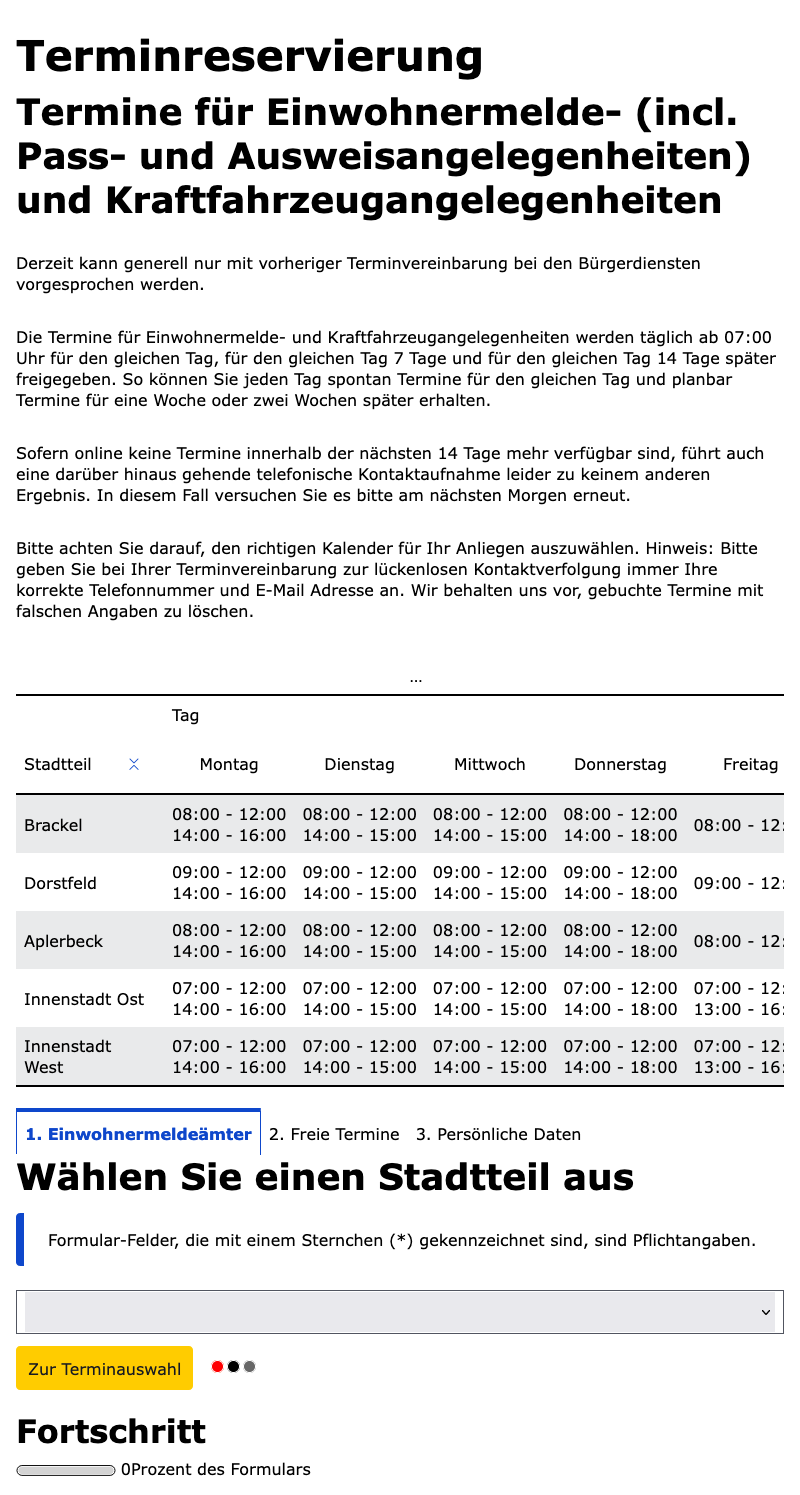 Terminreservierung
Termine für Einwohnermelde- (incl.
Pass- und Ausweisangelegenheiten)
und Kraftfahrzeugangelegenheiten
Derzeit kann generell nur mit vorheriger Terminvereinbarung bei den Bürgerdiensten
vorgesprochen werden.
Die Termine für Einwohnermelde- und Kraftfahrzeugangelegenheiten werden täglich ab 07:00
Uhr für den gleichen Tag, für den gleichen Tag 7 Tage und für den gleichen Tag 14 Tage später
freigegeben. So können Sie jeden Tag spontan Termine für den gleichen Tag und planbar
Termine für eine Woche oder zwei Wochen später erhalten.
Sofern online keine Termine innerhalb der nächsten 14 Tage mehr verfügbar sind, führt auch
eine darüber hinaus gehende telefonische Kontaktaufnahme leider zu keinem anderen
Ergebnis. In diesem Fall versuchen Sie es bitte am nächsten Morgen erneut.
Bitte achten Sie darauf, den richtigen Kalender für Ihr Anliegen auszuwählen. Hinweis: Bitte
geben Sie bei Ihrer Terminvereinbarung zur lückenlosen Kontaktverfolgung immer Ihre
korrekte Telefonnummer und E-Mail Adresse an. Wir behalten uns vor, gebuchte Termine mit
falschen Angaben zu löschen.
...
Tag
Stadtteil Montag Dienstag Mittwoch Donnerstag Freitag
Brackel
08:00 - 12:00 08:00 - 12:00 08:00 - 12:00 08:00 - 12:00 08:00 - 12:
14:00 - 16:00 14:00 - 15:00 14:00 - 15:00 14:00 - 18:00
Dorstfeld
09:00 - 12:00 09:00 - 12:00 09:00 - 12:00 09:00 - 12:00 09:00 - 12:
14:00 - 16:00 14:00 - 15:00 14:00 - 15:00 14:00 - 18:00
Aplerbeck
08:00 - 12:00 08:00 - 12:00 08:00 - 12:00 08:00 - 12:00 08:00 - 12:
14:00 - 16:00 14:00 - 15:00 14:00 - 15:00 14:00 - 18:00
Innenstadt Ost
07:00 - 12:00 07:00 - 12:00 07:00 - 12:00 07:00 - 12:00 07:00 - 12:
14:00 - 16:00 14:00 - 15:00 14:00 - 15:00 14:00 - 18:00 13:00 - 16:
Innenstadt
West
07:00 - 12:00 07:00 - 12:00 07:00 - 12:00 07:00 - 12:00 07:00 - 12:
14:00 - 16:00 14:00 - 15:00 14:00 - 15:00 14:00 - 18:00 13:00 - 16:
1. Einwohnermeldeämter 2. Freie Termine 3. Persönliche Daten
Wählen Sie einen Stadtteil aus
Formular-Felder, die mit einem Sternchen (*) gekennzeichnet sind, sind Pflichtangaben.
Zur Terminauswahl
Fortschritt
0Prozent des Formulars